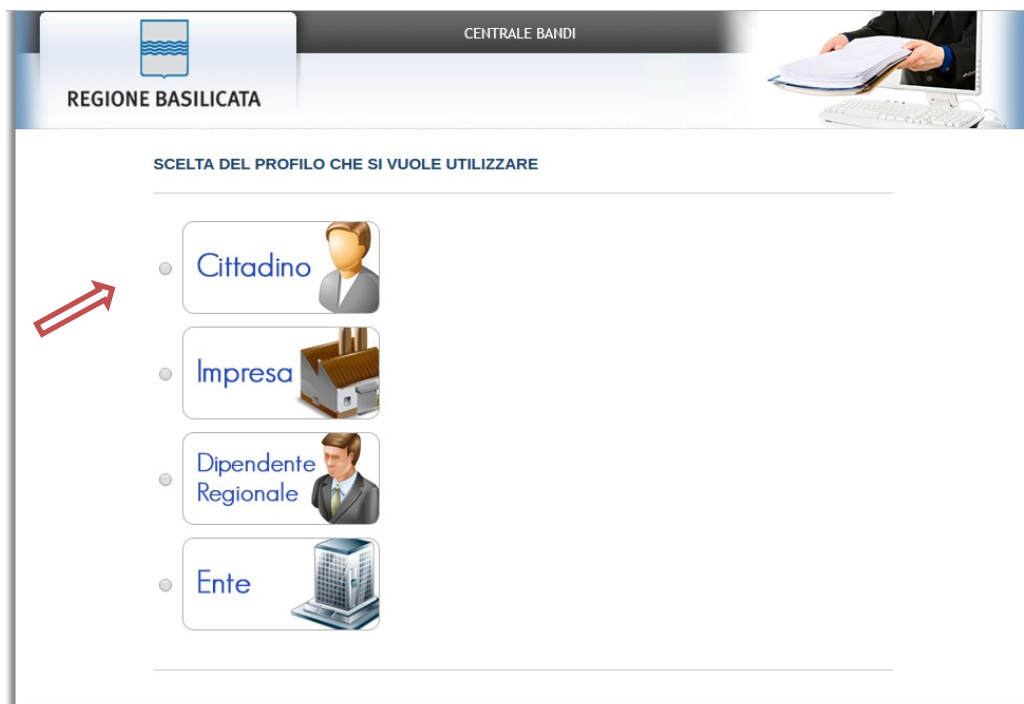 CENTRALE BANDI
REGIONE BASILICATA
SCELTA DEL PROFILO CHE SI VUOLE UTILIZZARE
Cittadino
Impresa
Dipendente
Regionale
Ente